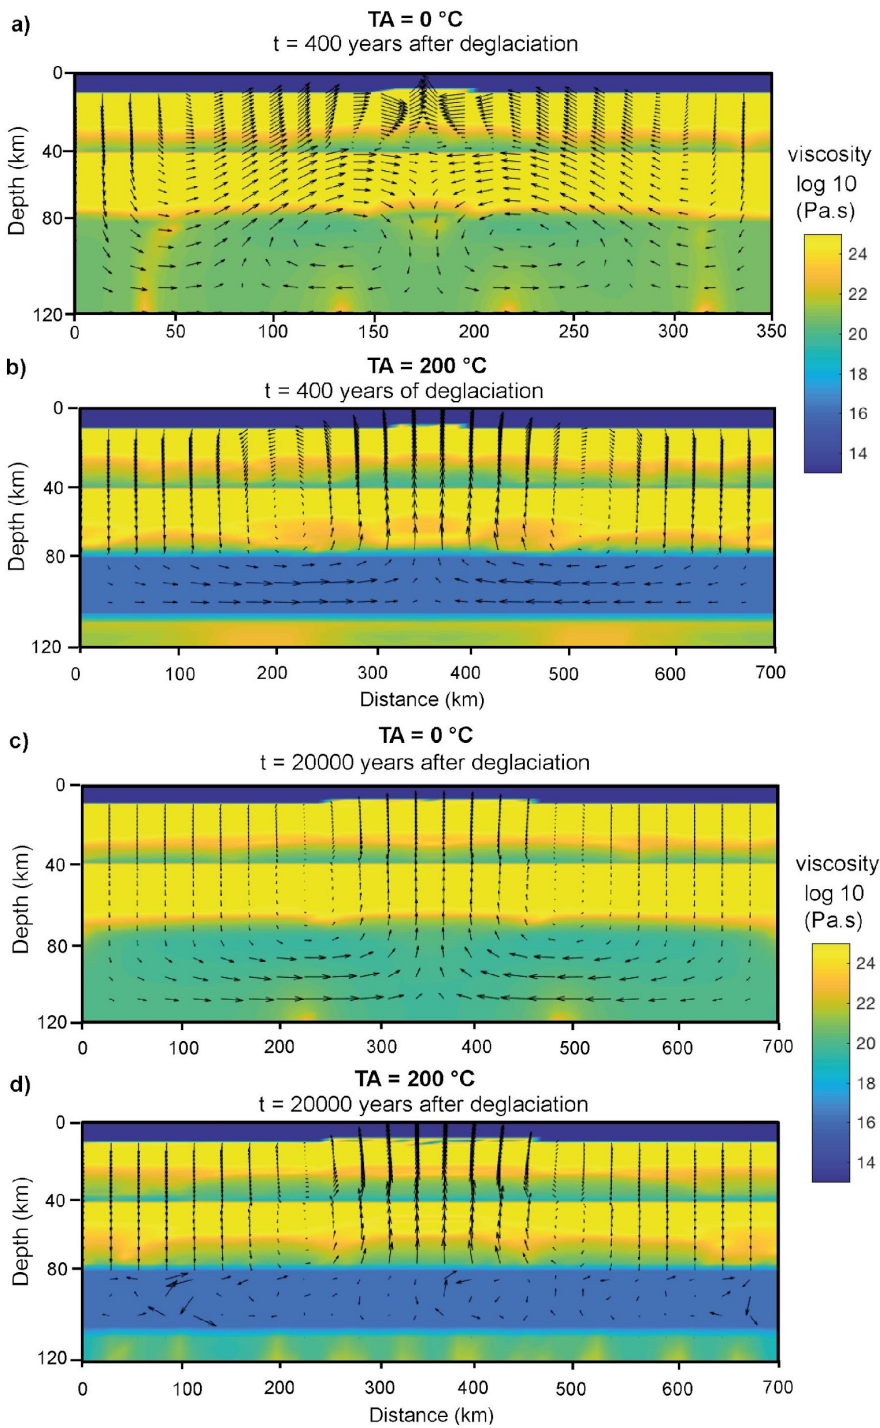 a)
TA = 0 °C
t = 400 years after deglaciation
0
40
80
120
Depth (km)
0 50 100 150 200 250 300 350
viscosity
log 10
(Pa.s)
24
22
20
18
16
14
b)
TA = 200 °C
t = 400 years of deglaciation
0
40
80
120
Depth (km)
0 100 200 300 400 500 600 700
Distance (km)
c)
TA = 0 °C
t = 20000 years after deglaciation
0
40
80
120
Depth (km)
0 100 200 300 400 500 600 700
viscosity
log 10
(Pa.s)
24
22
20
18
16
14
d)
TA = 200 °C
t = 20000 years after deglaciation
0
40
80
120
Depth (km)
0 100 200 300 400 500 600 700
Distance (km)